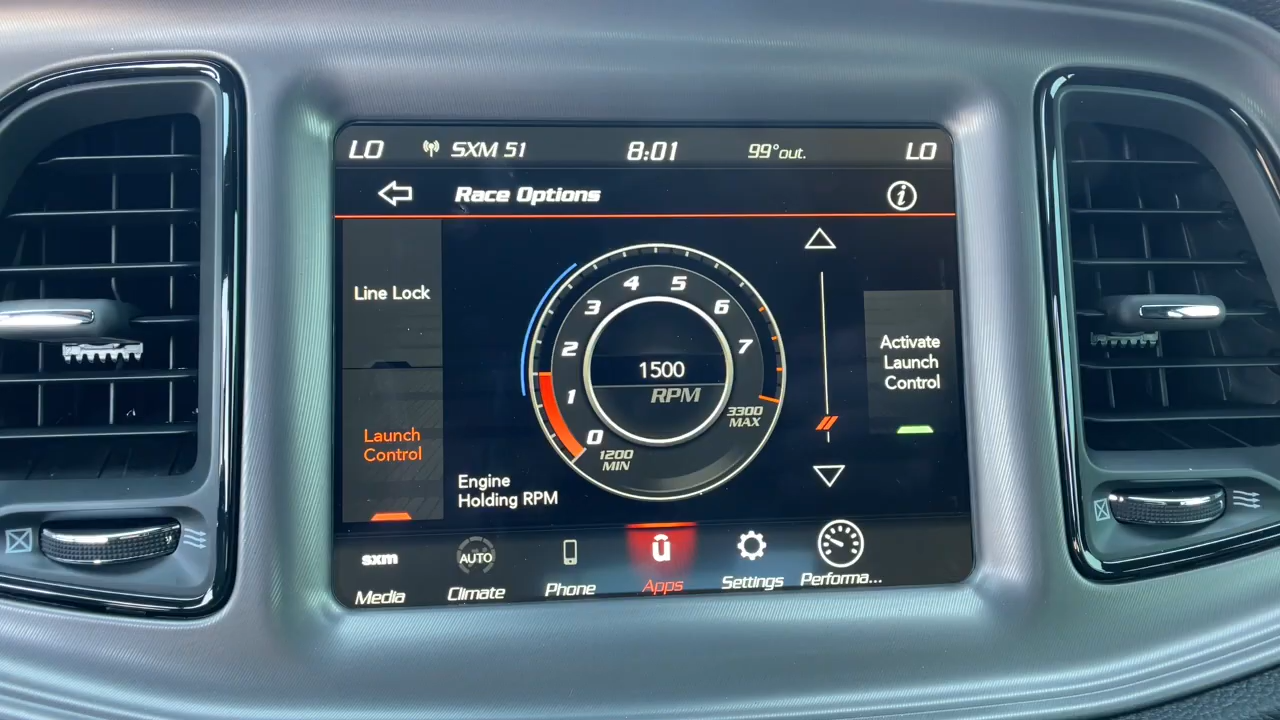 LO SXM 51 8:01 99°out. LO
Race Options
Line Lock
Launch
Control
0
1
2
3
4
5
6
7
1500
RPM
1200
MIN
3300
MAX
Engine
Holding RPM
Activate
Launch
Control
sxm
Media
AUTO
Climate
Phone
Apps
Settings
Performa...